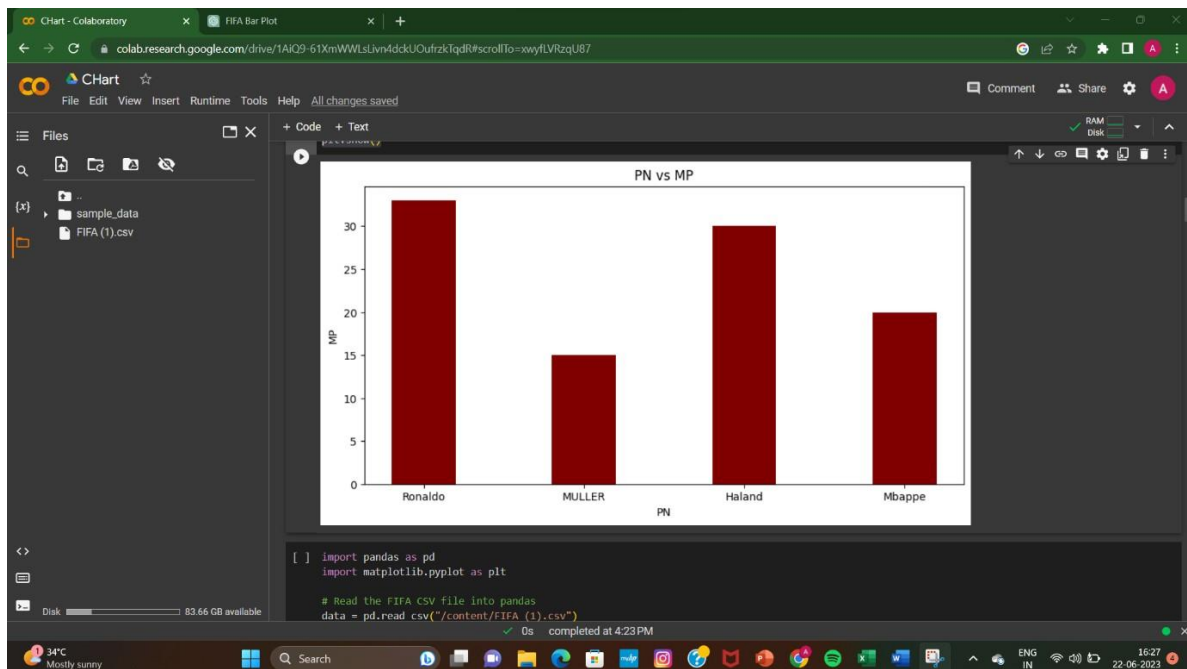 CHart - Colaboratory
FIFA Bar Plot
colab.research.google.com/drive/1AiQ9-61XmWWLsLivn4dckUOufrzkTqdR#scrollTo=xwyfLVRzqU87
CHart
File Edit View Insert Runtime Tools Help All changes saved
Comment Share A
Files
+ Code + Text
RAM
Disk
..
sample_data
FIFA (1).csv
{x}
PN vs MP
30
25
20
15
10
5
0
MP
Ronaldo MULLER Haland Mbappe
PN
[ ] import pandas as pd
import matplotlib.pyplot as plt
# Read the FIFA CSV file into pandas
data = pd.read_csv("/content/FIFA (1).csv")
Disk 83.66 GB available
0s completed at 4:23 PM
34°C
Mostly sunny
Search
ENG
IN
16:27
22-06-2023